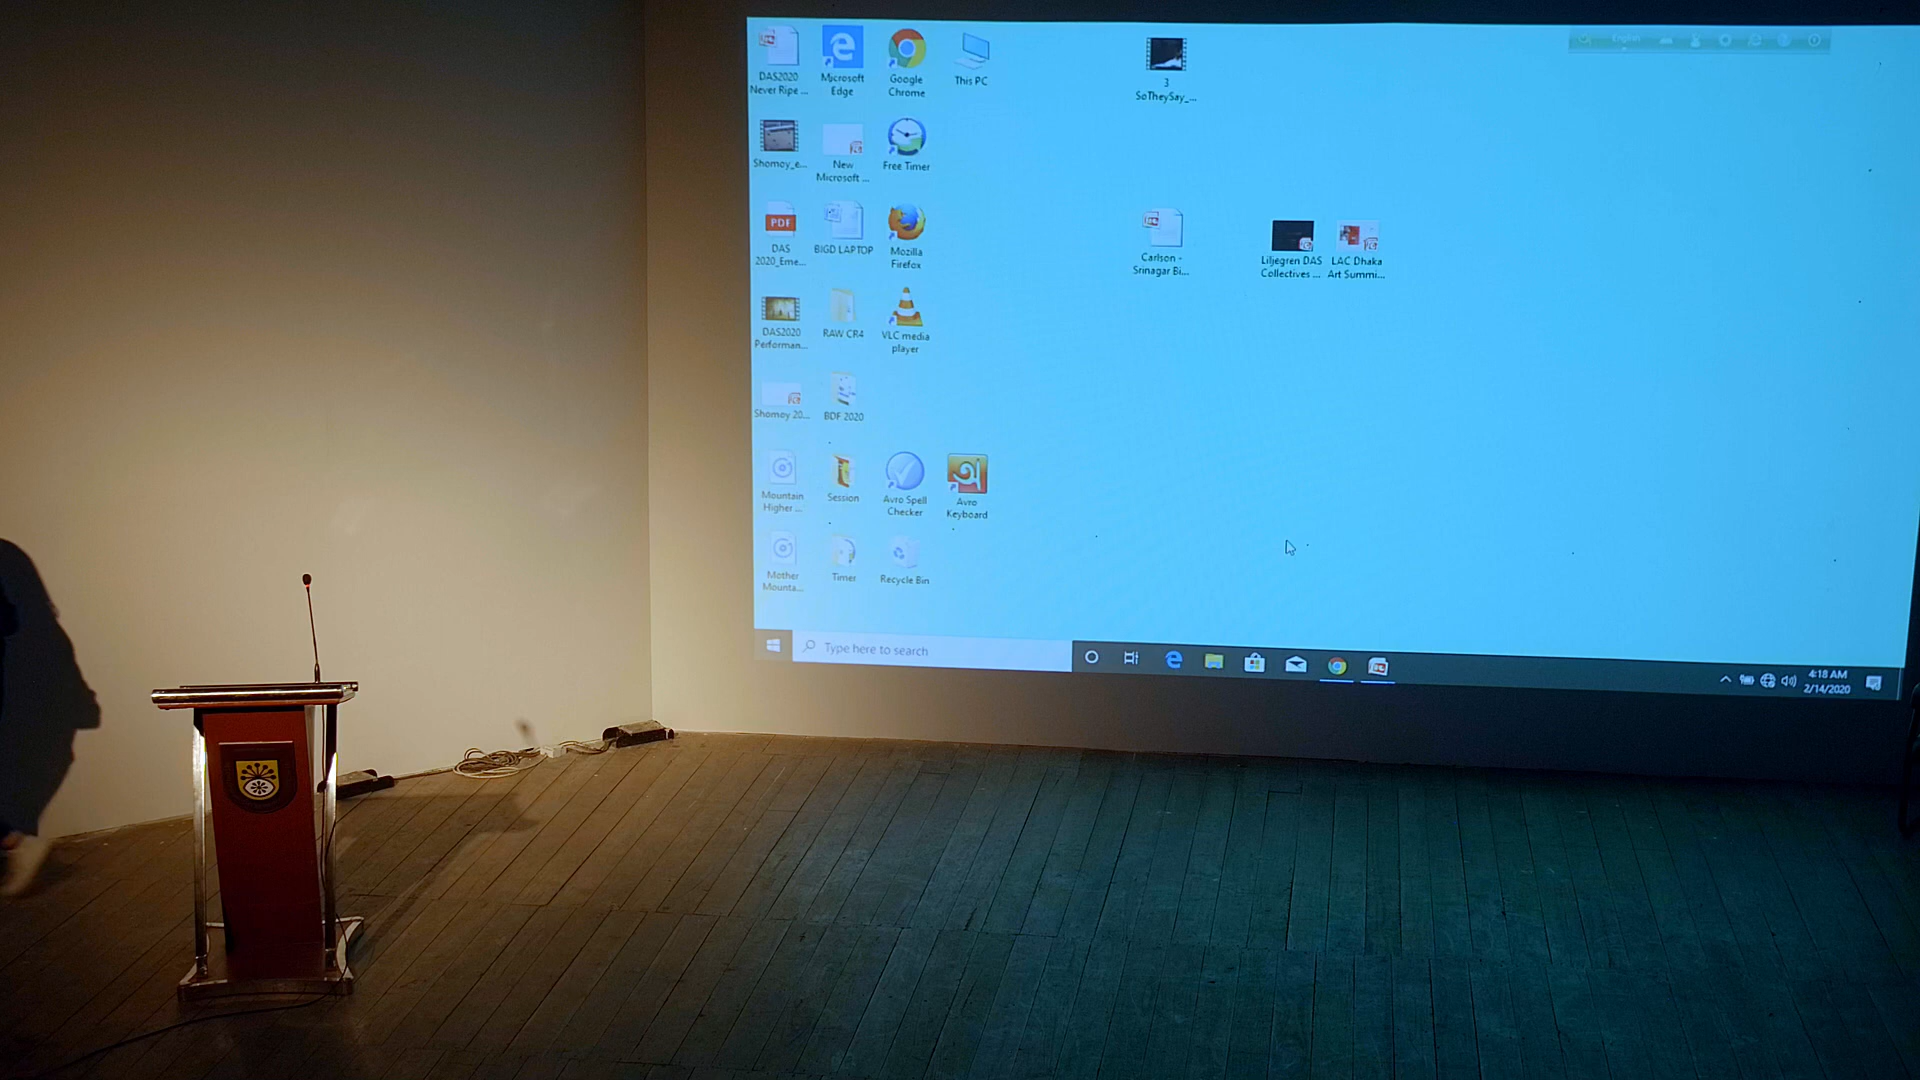 DAS2020
Never Ripe ...
Microsoft
Edge
Google
Chrome
This PC
3
SoTheySay_...
English
Shomoy_e...
New
Microsoft ...
Free Timer
PDF
DAS
2020_Eme...
BIGD LAPTOP
Mozilla
Firefox
Carlson -
Srinagar Bi...
Liljegren DAS
Collectives ...
LAC Dhaka
Art Summi...
DAS2020
Performan...
RAW CR4
VLC media
player
Shomoy 20...
BDF 2020
Mountain
Higher ...
Session
Avro Spell
Checker
অ
Avro
Keyboard
Mother
Mounta...
Timer
Recycle Bin
Type here to search
4:18 AM
2/14/2020